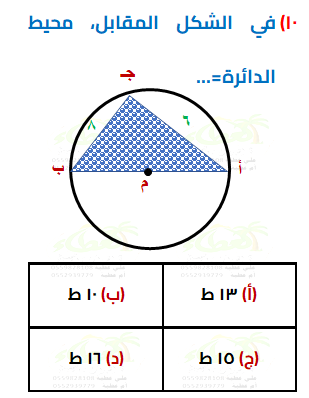 ١٠) في الشكل المقابل، محيط
الدائرة=...
جـ
٨
٦
ب
أ
م
(أ) ١٣ ط
(ب) ١٠ ط
(ج) ١٥ ط
(د) ١٦ ط